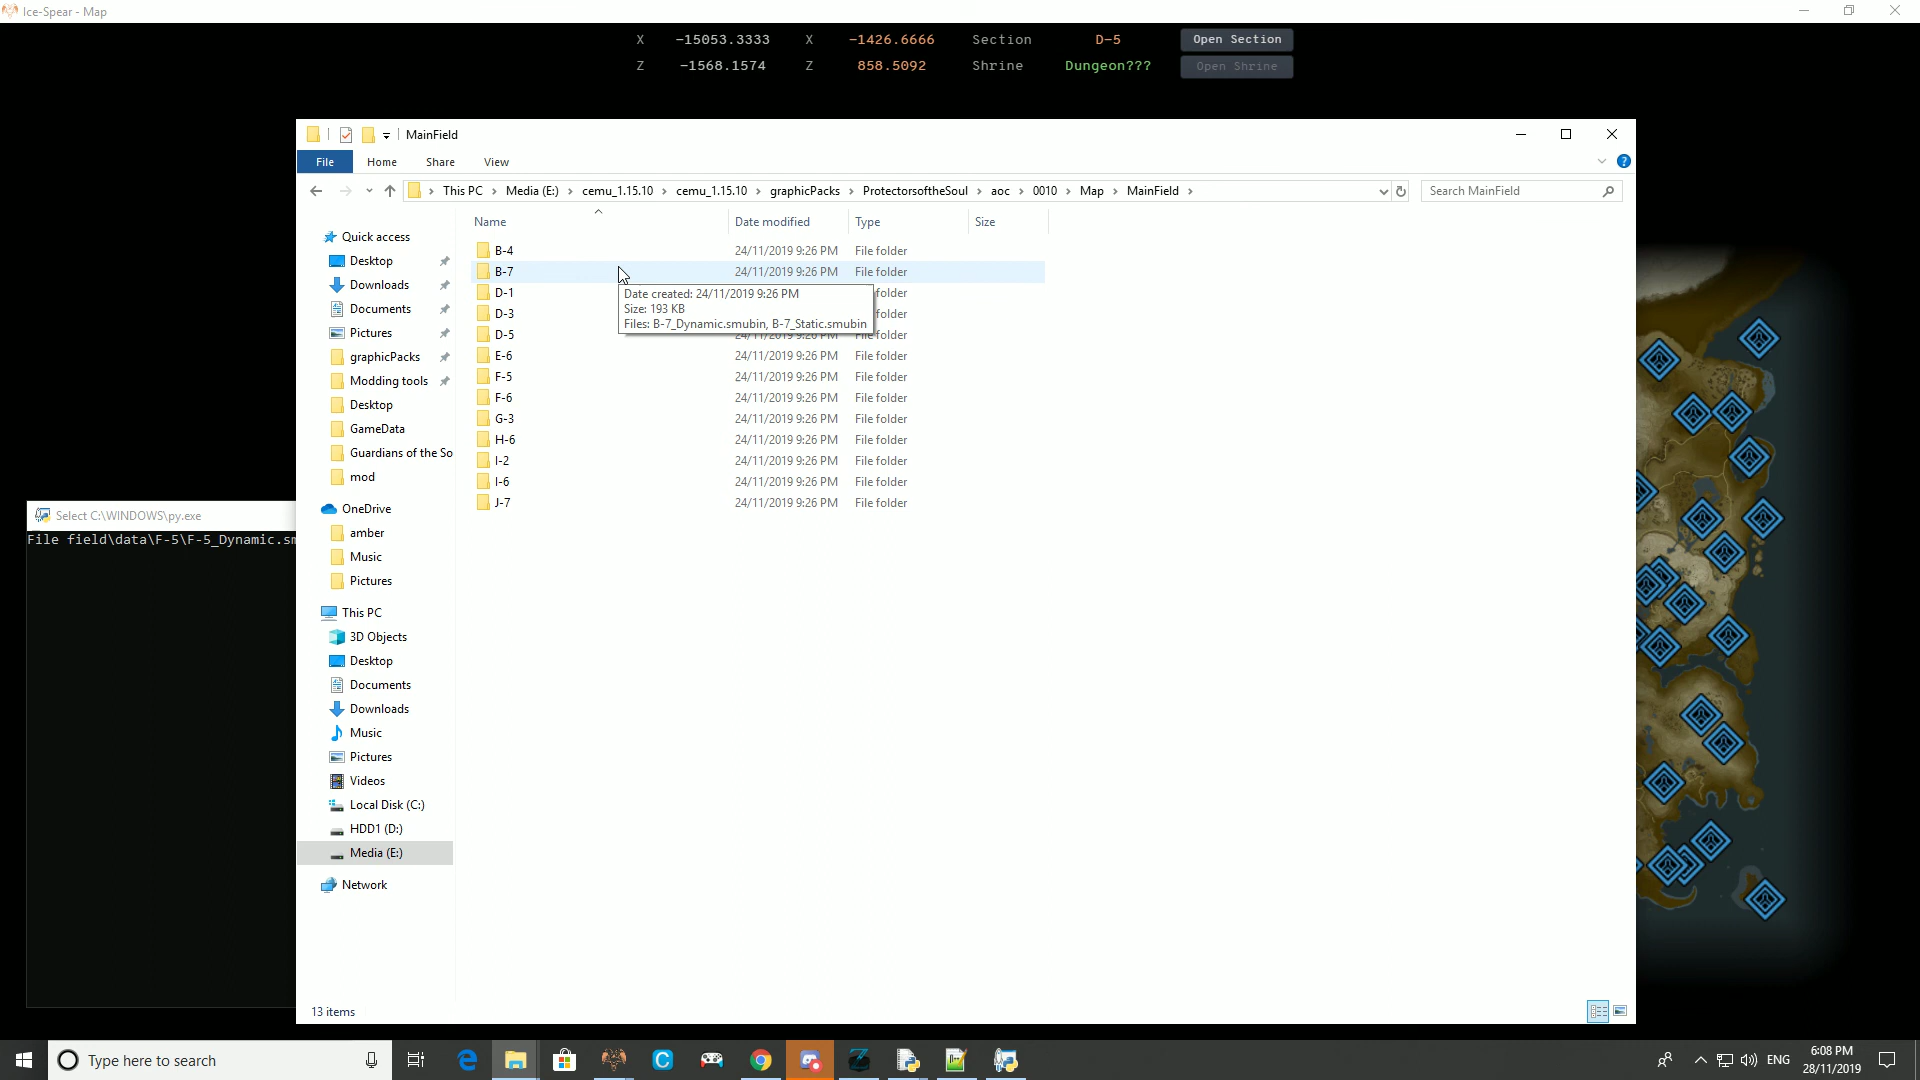 Ice-Spear - Map
X -15053.3333 X -1426.6666 Section D-5 Open Section
Z -1568.1574 Z 858.5092 Shrine Dungeon??? Open Shrine
MainField
File Home Share View
This PC Media (E:) cemu_1.15.10 cemu_1.15.10 graphicPacks ProtectorsoftheSoul aoc 0010 Map MainField
Search MainField
Name Date modified Type Size
Quick access
Desktop
Downloads
Documents
Pictures
graphicPacks
Modding tools
Desktop
GameData
Guardians of the So
mod
OneDrive
amber
Music
Pictures
This PC
3D Objects
Desktop
Documents
Downloads
Music
Pictures
Videos
Local Disk (C:)
HDD1 (D:)
Media (E:)
Network
B-4 24/11/2019 9:26 PM File folder
B-7 24/11/2019 9:26 PM File folder
D-1 folder
D-3 folder
D-5 24/11/2019 9:26 PM File folder
E-6 24/11/2019 9:26 PM File folder
F-5 24/11/2019 9:26 PM File folder
F-6 24/11/2019 9:26 PM File folder
G-3 24/11/2019 9:26 PM File folder
H-6 24/11/2019 9:26 PM File folder
I-2 24/11/2019 9:26 PM File folder
I-6 24/11/2019 9:26 PM File folder
J-7 24/11/2019 9:26 PM File folder
Date created: 24/11/2019 9:26 PM
Size: 193 KB
Files: B-7_Dynamic.smubin, B-7_Static.smubin
Select C:\WINDOWS\py.exe
File field\data\F-5\F-5_Dynamic.sm
13 items
Type here to search
ENG
6:08 PM
28/11/2019